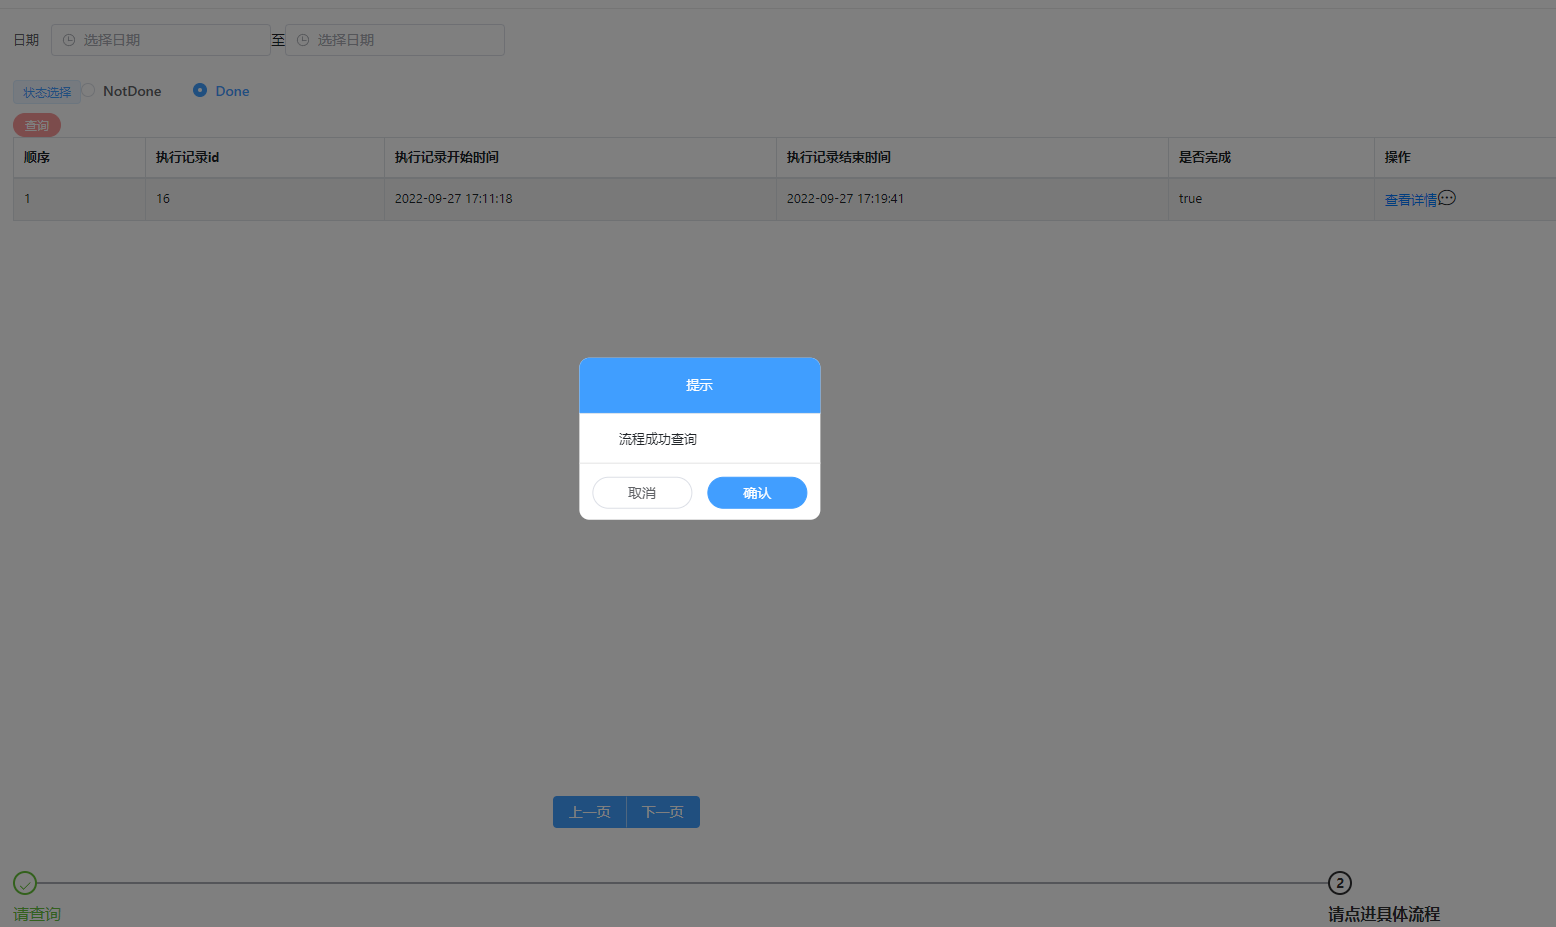 日期 选择日期 至 选择日期
状态选择 NotDone Done
查询
顺序 执行记录id 执行记录开始时间 执行记录结束时间 是否完成 操作
1 16 2022-09-27 17:11:18 2022-09-27 17:19:41 true 查看详情
提示
流程成功查询
取消 确认
上一页 下一页
2
请查询 请点进具体流程